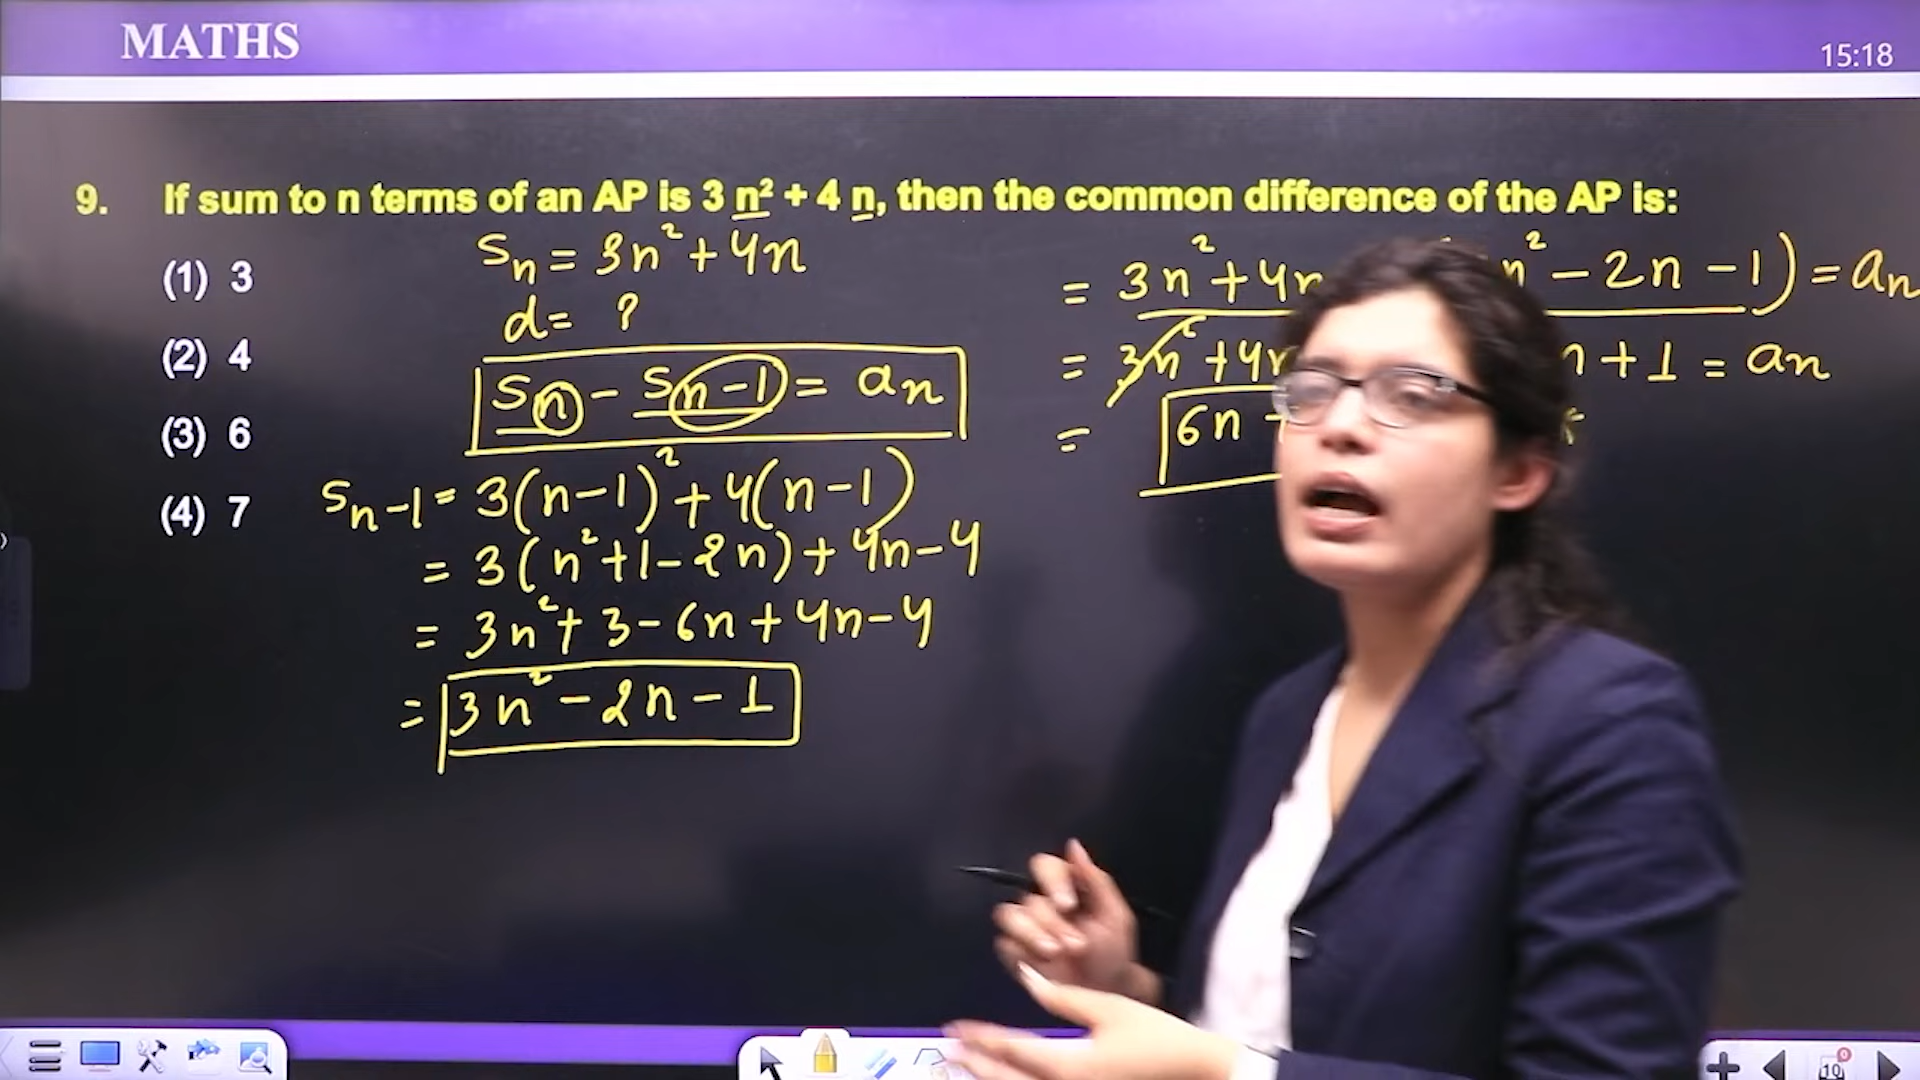 MATHS
15:18
9. If sum to n terms of an AP is 3 n² + 4 n, then the common difference of the AP is:
(1) 3
(2) 4
(3) 6
(4) 7
Sn = 3n² + 4n
d = ?
Sn - Sn-1 = an
Sn-1 = 3(n-1)² + 4(n-1)
= 3(n²+1-2n) + 4n-4
= 3n² + 3 - 6n + 4n - 4
= 3n² - 2n - 1
= 3n² + 4n n² - 2n - 1) = an
= 3n² + 4n n + 1 = an
= 6n
10